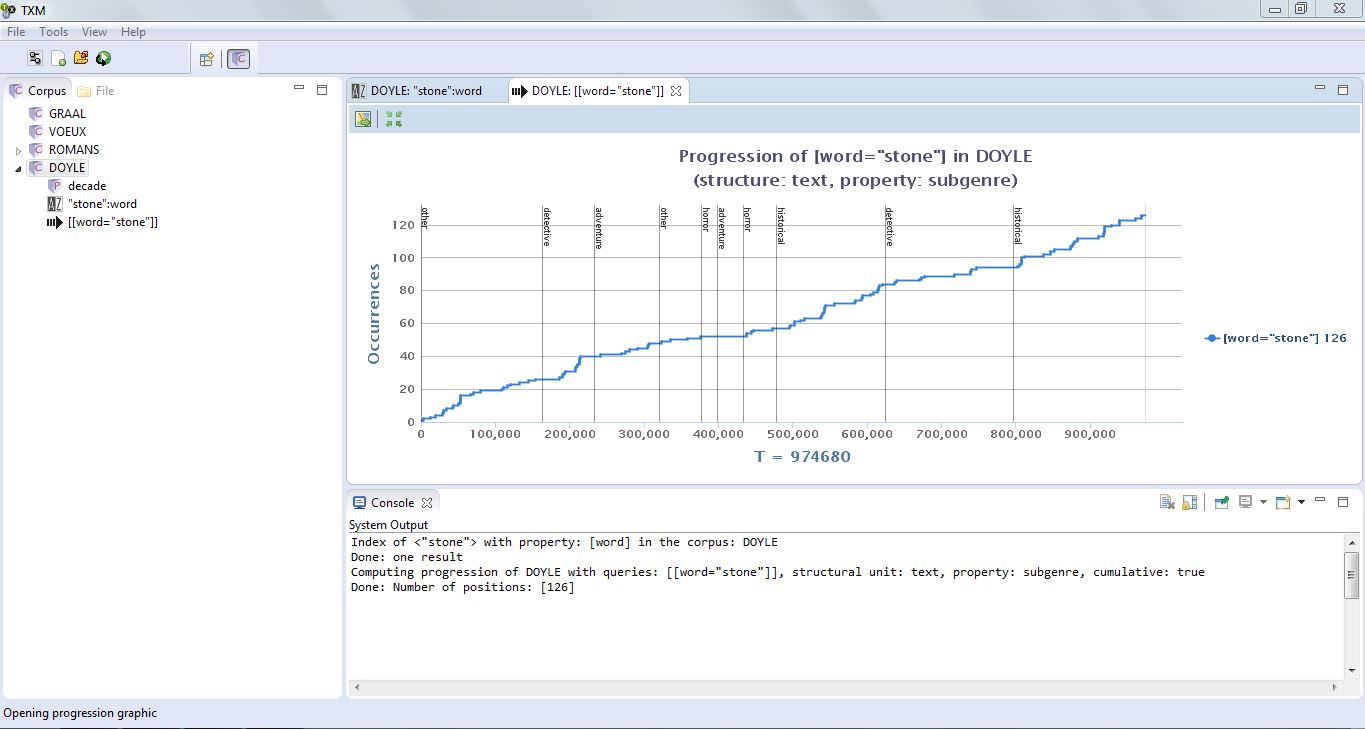 TXM
File Tools View Help
Corpus File
GRAAL
VOEUX
ROMANS
DOYLE
decade
AZ "stone":word
[[word="stone"]]
AZ DOYLE: "stone":word DOYLE: [[word="stone"]]
Progression of [word="stone"] in DOYLE
(structure: text, property: subgenre)
other detective adventure other horror adventure horror historical detective historical
120
100
80
60
40
20
0
Occurrences
0 100,000 200,000 300,000 400,000 500,000 600,000 700,000 800,000 900,000
T = 974680
[word="stone"] 126
Console
System Output
Index of <"stone"> with property: [word] in the corpus: DOYLE
Done: one result
Computing progression of DOYLE with queries: [[word="stone"]], structural unit: text, property: subgenre, cumulative: true
Done: Number of positions: [126]
Opening progression graphic